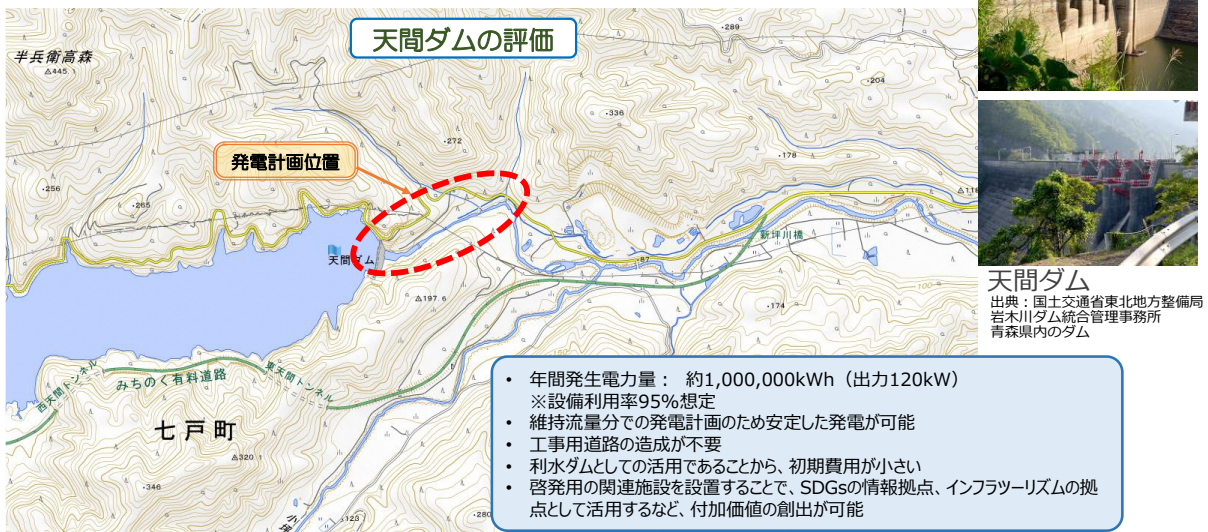 天間ダムの評価
半兵衛高森
△445.1
・289
・204
・336
・272
・178
発電計画位置
・256
・265
△118
新坪川橋
天間ダム
・87
△197.6
・174
100
150
西天間トンネル
みちのく有料道路
東天間トンネル
七戸町
△320.1
・346
・123
・280
小坪
天間ダム
出典：国土交通省東北地方整備局
岩木川ダム統合管理事務所
青森県内のダム
• 年間発生電力量： 約1,000,000kWh（出力120kW）
※設備利用率95%想定
• 維持流量分での発電計画のため安定した発電が可能
• 工事用道路の造成が不要
• 利水ダムとしての活用であることから、初期費用が小さい
• 啓発用の関連施設を設置することで、SDGsの情報拠点、インフラツーリズムの拠
点として活用するなど、付加価値の創出が可能